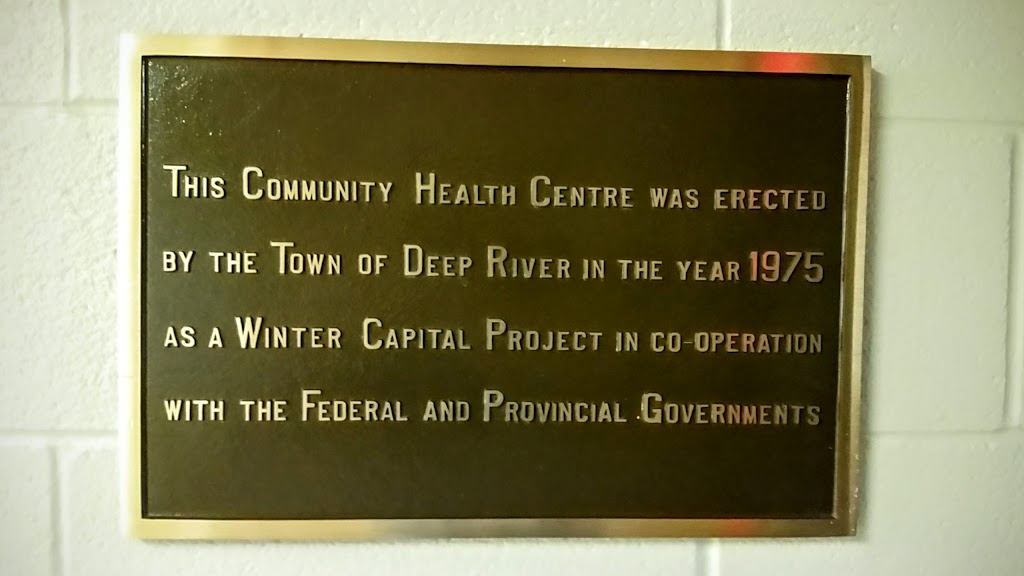 This Community Health Centre was erected
by the Town of Deep River in the year 1975
as a Winter Capital Project in co-operation
with the Federal and Provincial Governments